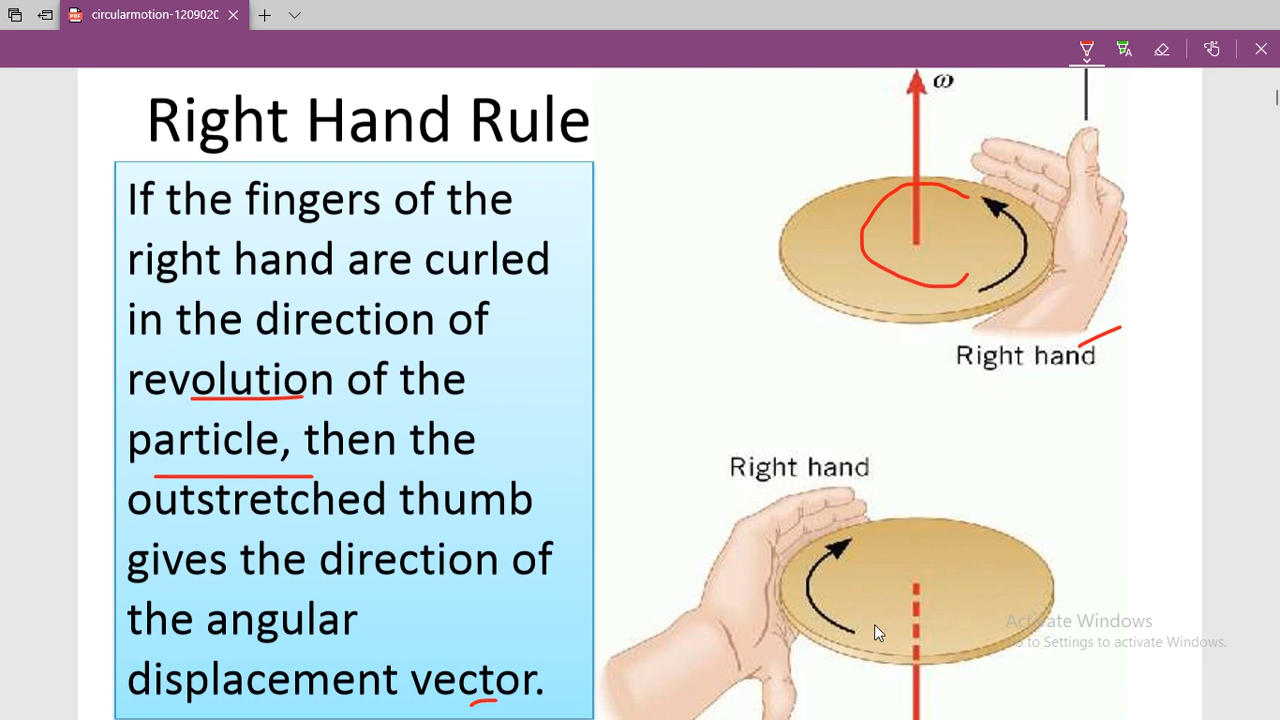 circularmotion-1209020
Right Hand Rule
If the fingers of the
right hand are curled
in the direction of
revolution of the
particle, then the
outstretched thumb
gives the direction of
the angular
displacement vector.
ω
Right hand
Right hand
Activate Windows
Go to Settings to activate Windows.